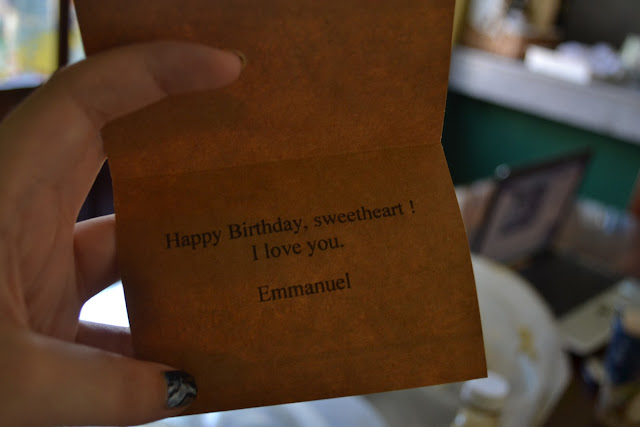 Happy Birthday, sweetheart !
I love you.
Emmanuel